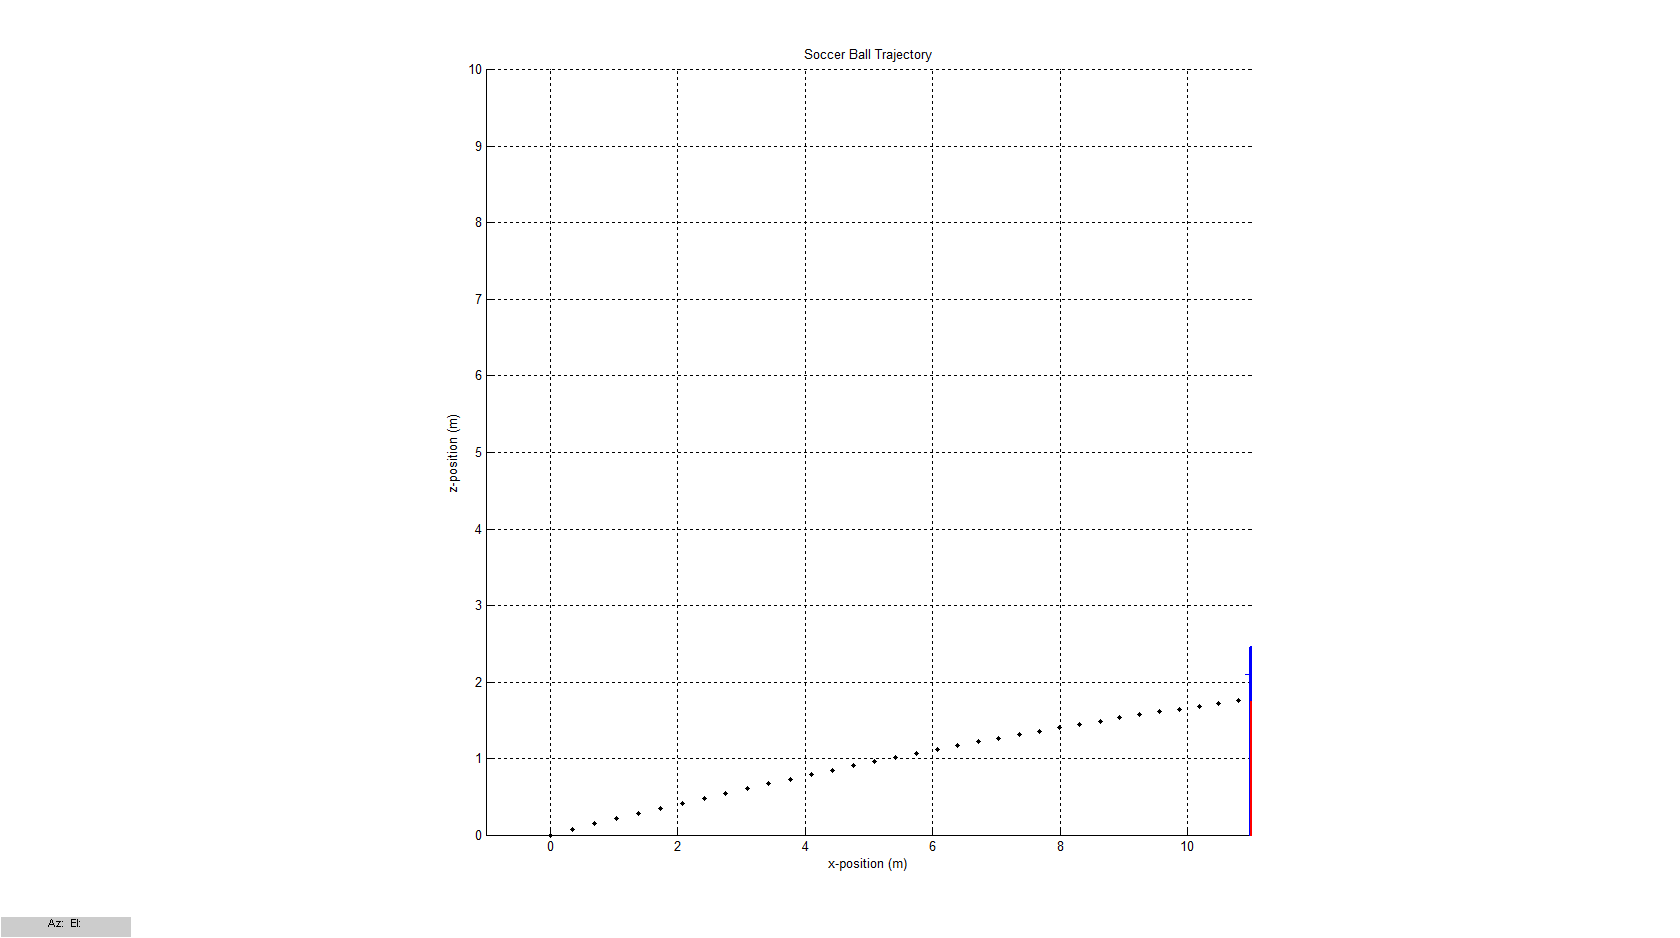 Soccer Ball Trajectory
10
9
8
7
6
5
4
3
2
1
0
z-position (m)
0 2 4 6 8 10
x-position (m)
Az: El: